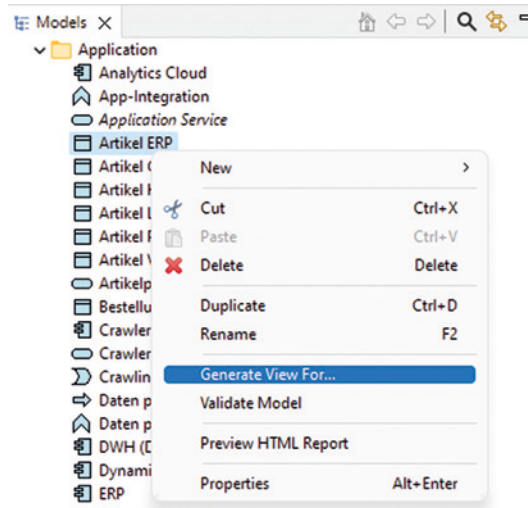 Models
Application
Analytics Cloud
App-Integration
Application Service
Artikel ERP
Artikel
New
Artikel
Cut Ctrl+X
Artikel
Paste Ctrl+V
Artikel
Artikel
Delete Delete
Artikelp
Bestellu
Duplicate Ctrl+D
Crawler
Rename F2
Crawler
Crawlin
Generate View For...
Daten p
Validate Model
Daten p
DWH (D
Preview HTML Report
Dynami
ERP
Properties Alt+Enter